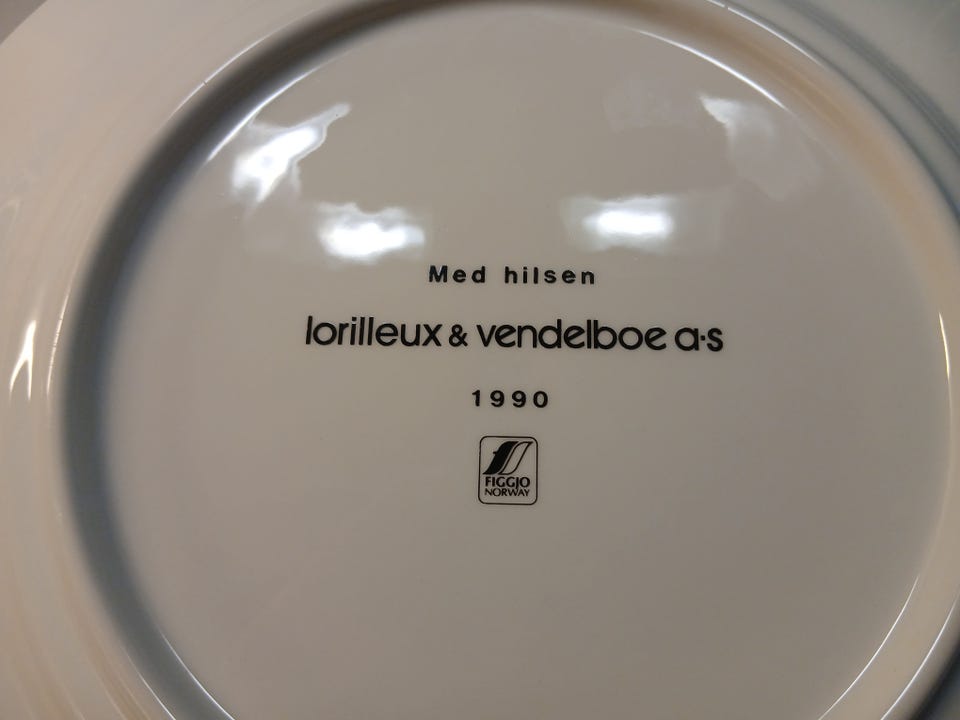 Med hilsen
lorilleux & vendelboe a·s
1990
FIGGJO
NORWAY